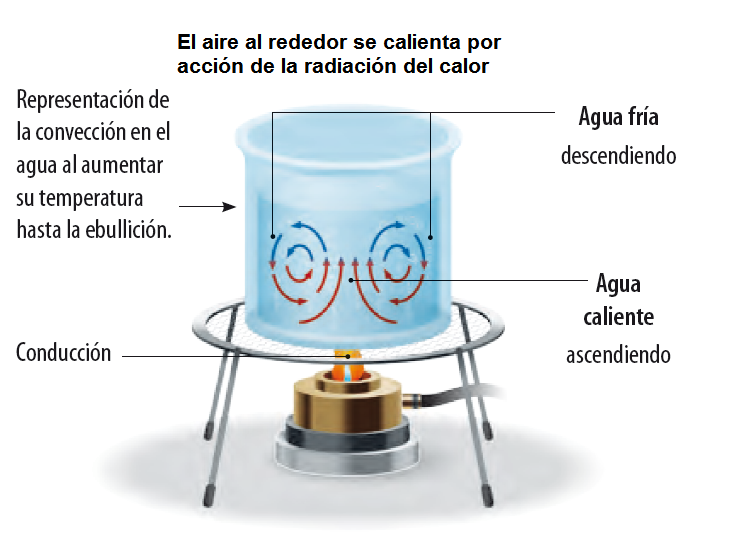 El aire al rededor se calienta por
acción de la radiación del calor
Representación de
la convección en el
agua al aumentar
su temperatura
hasta la ebullición.
Agua fría
descendiendo
Agua
caliente
ascendiendo
Conducción